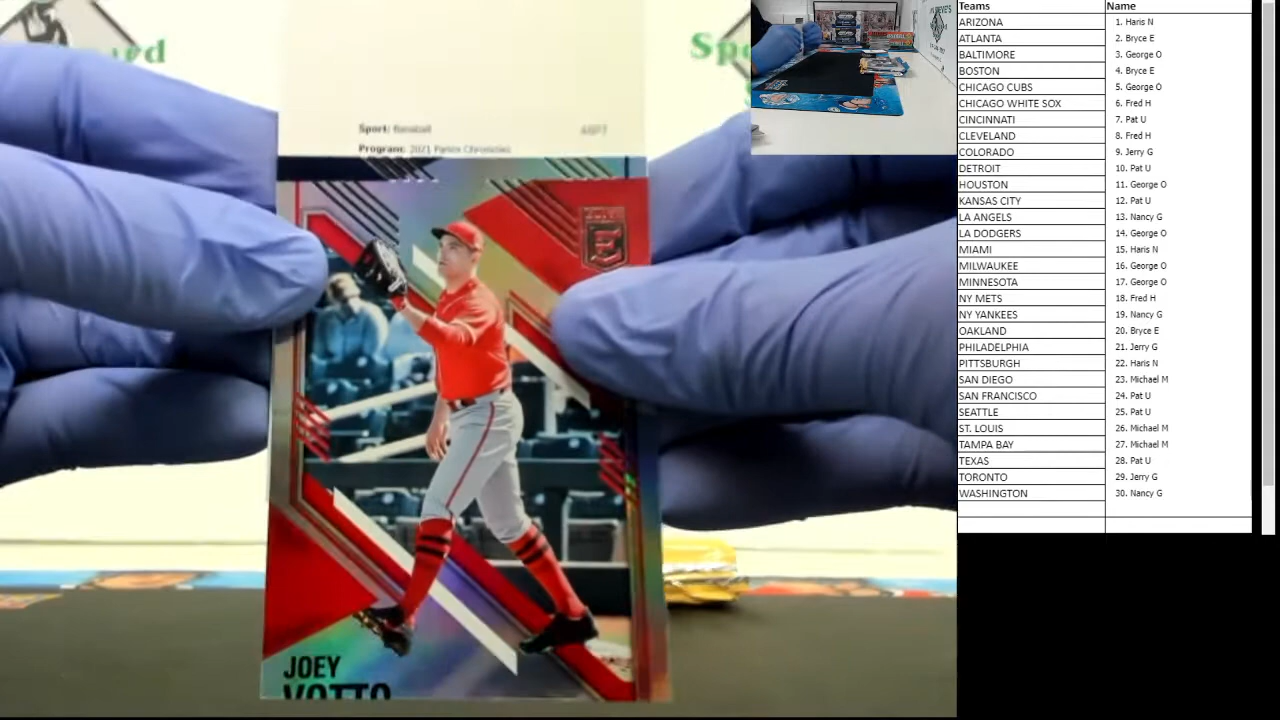 Sport: Baseball
Program: 2021 Panini Chronicles
JOEY
VOTTO
Teams Name
ARIZONA 1. Haris N
ATLANTA 2. Bryce E
BALTIMORE 3. George O
BOSTON 4. Bryce E
CHICAGO CUBS 5. George O
CHICAGO WHITE SOX 6. Fred H
CINCINNATI 7. Pat U
CLEVELAND 8. Fred H
COLORADO 9. Jerry G
DETROIT 10. Pat U
HOUSTON 11. George O
KANSAS CITY 12. Pat U
LA ANGELS 13. Nancy G
LA DODGERS 14. George O
MIAMI 15. Haris N
MILWAUKEE 16. George O
MINNESOTA 17. George O
NY METS 18. Fred H
NY YANKEES 19. Nancy G
OAKLAND 20. Bryce E
PHILADELPHIA 21. Jerry G
PITTSBURGH 22. Haris N
SAN DIEGO 23. Michael M
SAN FRANCISCO 24. Pat U
SEATTLE 25. Pat U
ST. LOUIS 26. Michael M
TAMPA BAY 27. Michael M
TEXAS 28. Pat U
TORONTO 29. Jerry G
WASHINGTON 30. Nancy G